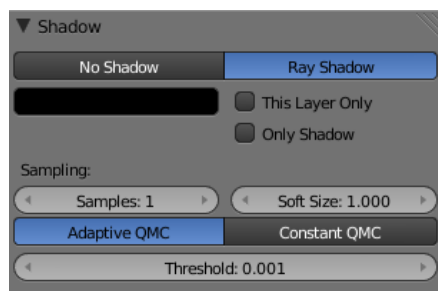 Shadow
No Shadow Ray Shadow
This Layer Only
Only Shadow
Sampling:
Samples: 1 Soft Size: 1.000
Adaptive QMC Constant QMC
Threshold: 0.001